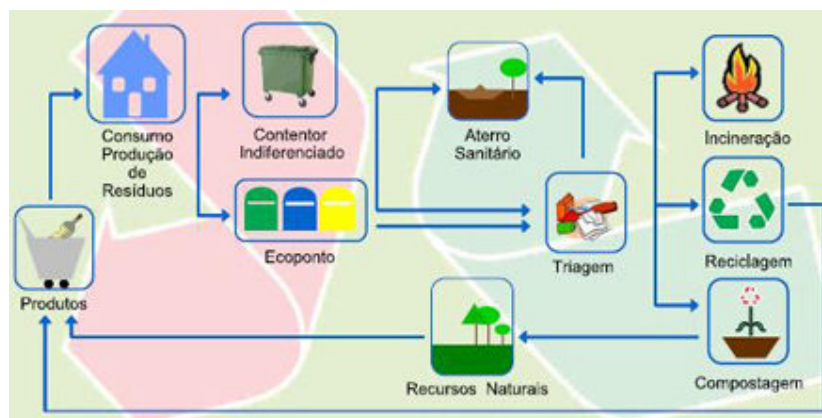 Consumo
Produção
de
Resíduos
Contentor
Indiferenciado
Aterro
Sanitário
Incineração
Ecoponto
Triagem
Reciclagem
Produtos
Recursos Naturais
Compostagem